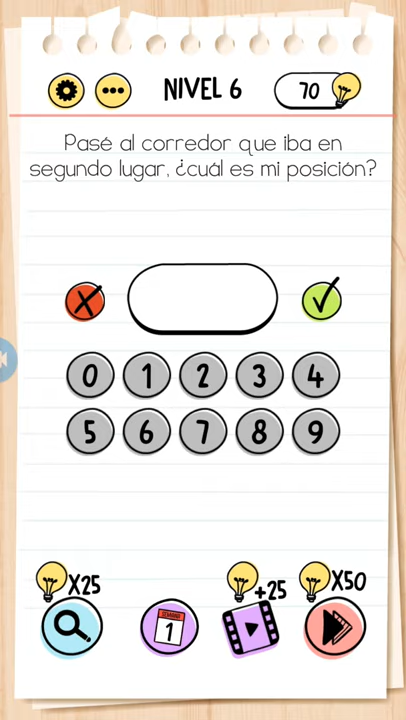 NIVEL 6
70
Pasé al corredor que iba en
segundo lugar, ¿cuál es mi posición?
0 1 2 3 4
5 6 7 8 9
X25
+25
X50
1